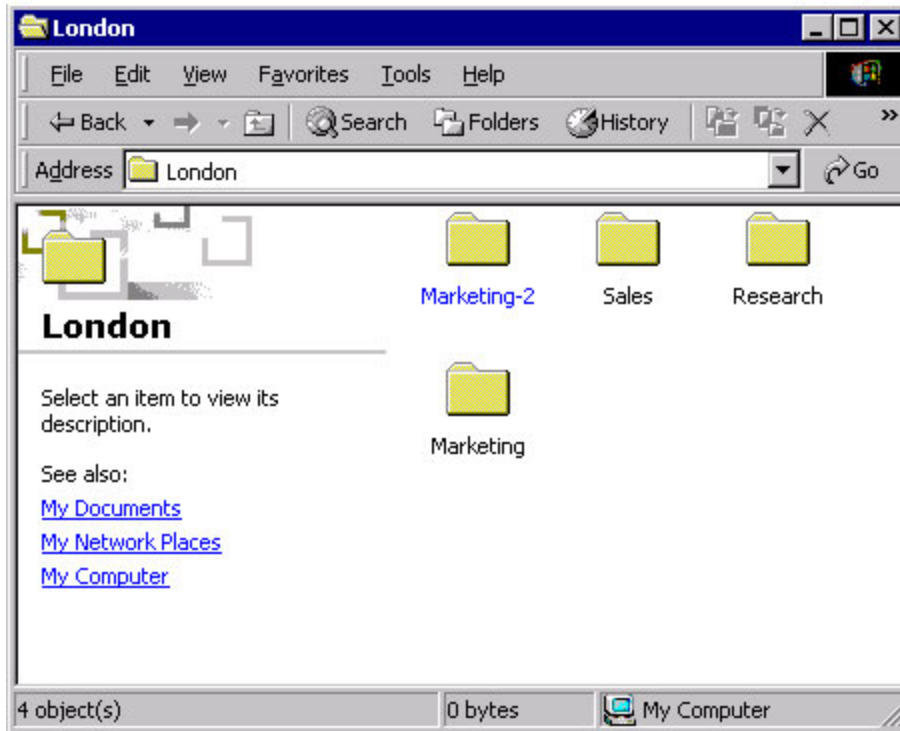 London
File Edit View Favorites Tools Help
Back Search Folders History »
Address London Go
Marketing-2 Sales Research
London
Select an item to view its
description.
Marketing
See also:
My Documents
My Network Places
My Computer
4 object(s) 0 bytes My Computer